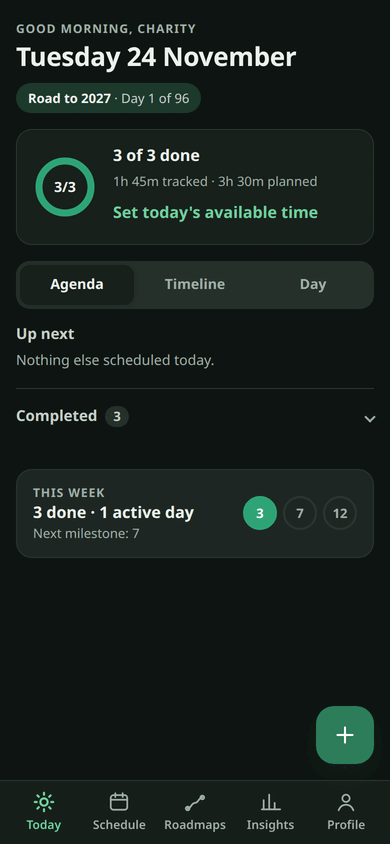 GOOD MORNING, CHARITY
Tuesday 24 November
Road to 2027 · Day 1 of 96
3/3
3 of 3 done
1h 45m tracked · 3h 30m planned
Set today's available time
Agenda Timeline Day
Up next
Nothing else scheduled today.
Completed 3
THIS WEEK
3 done · 1 active day
Next milestone: 7
3 7 12
Today Schedule Roadmaps Insights Profile